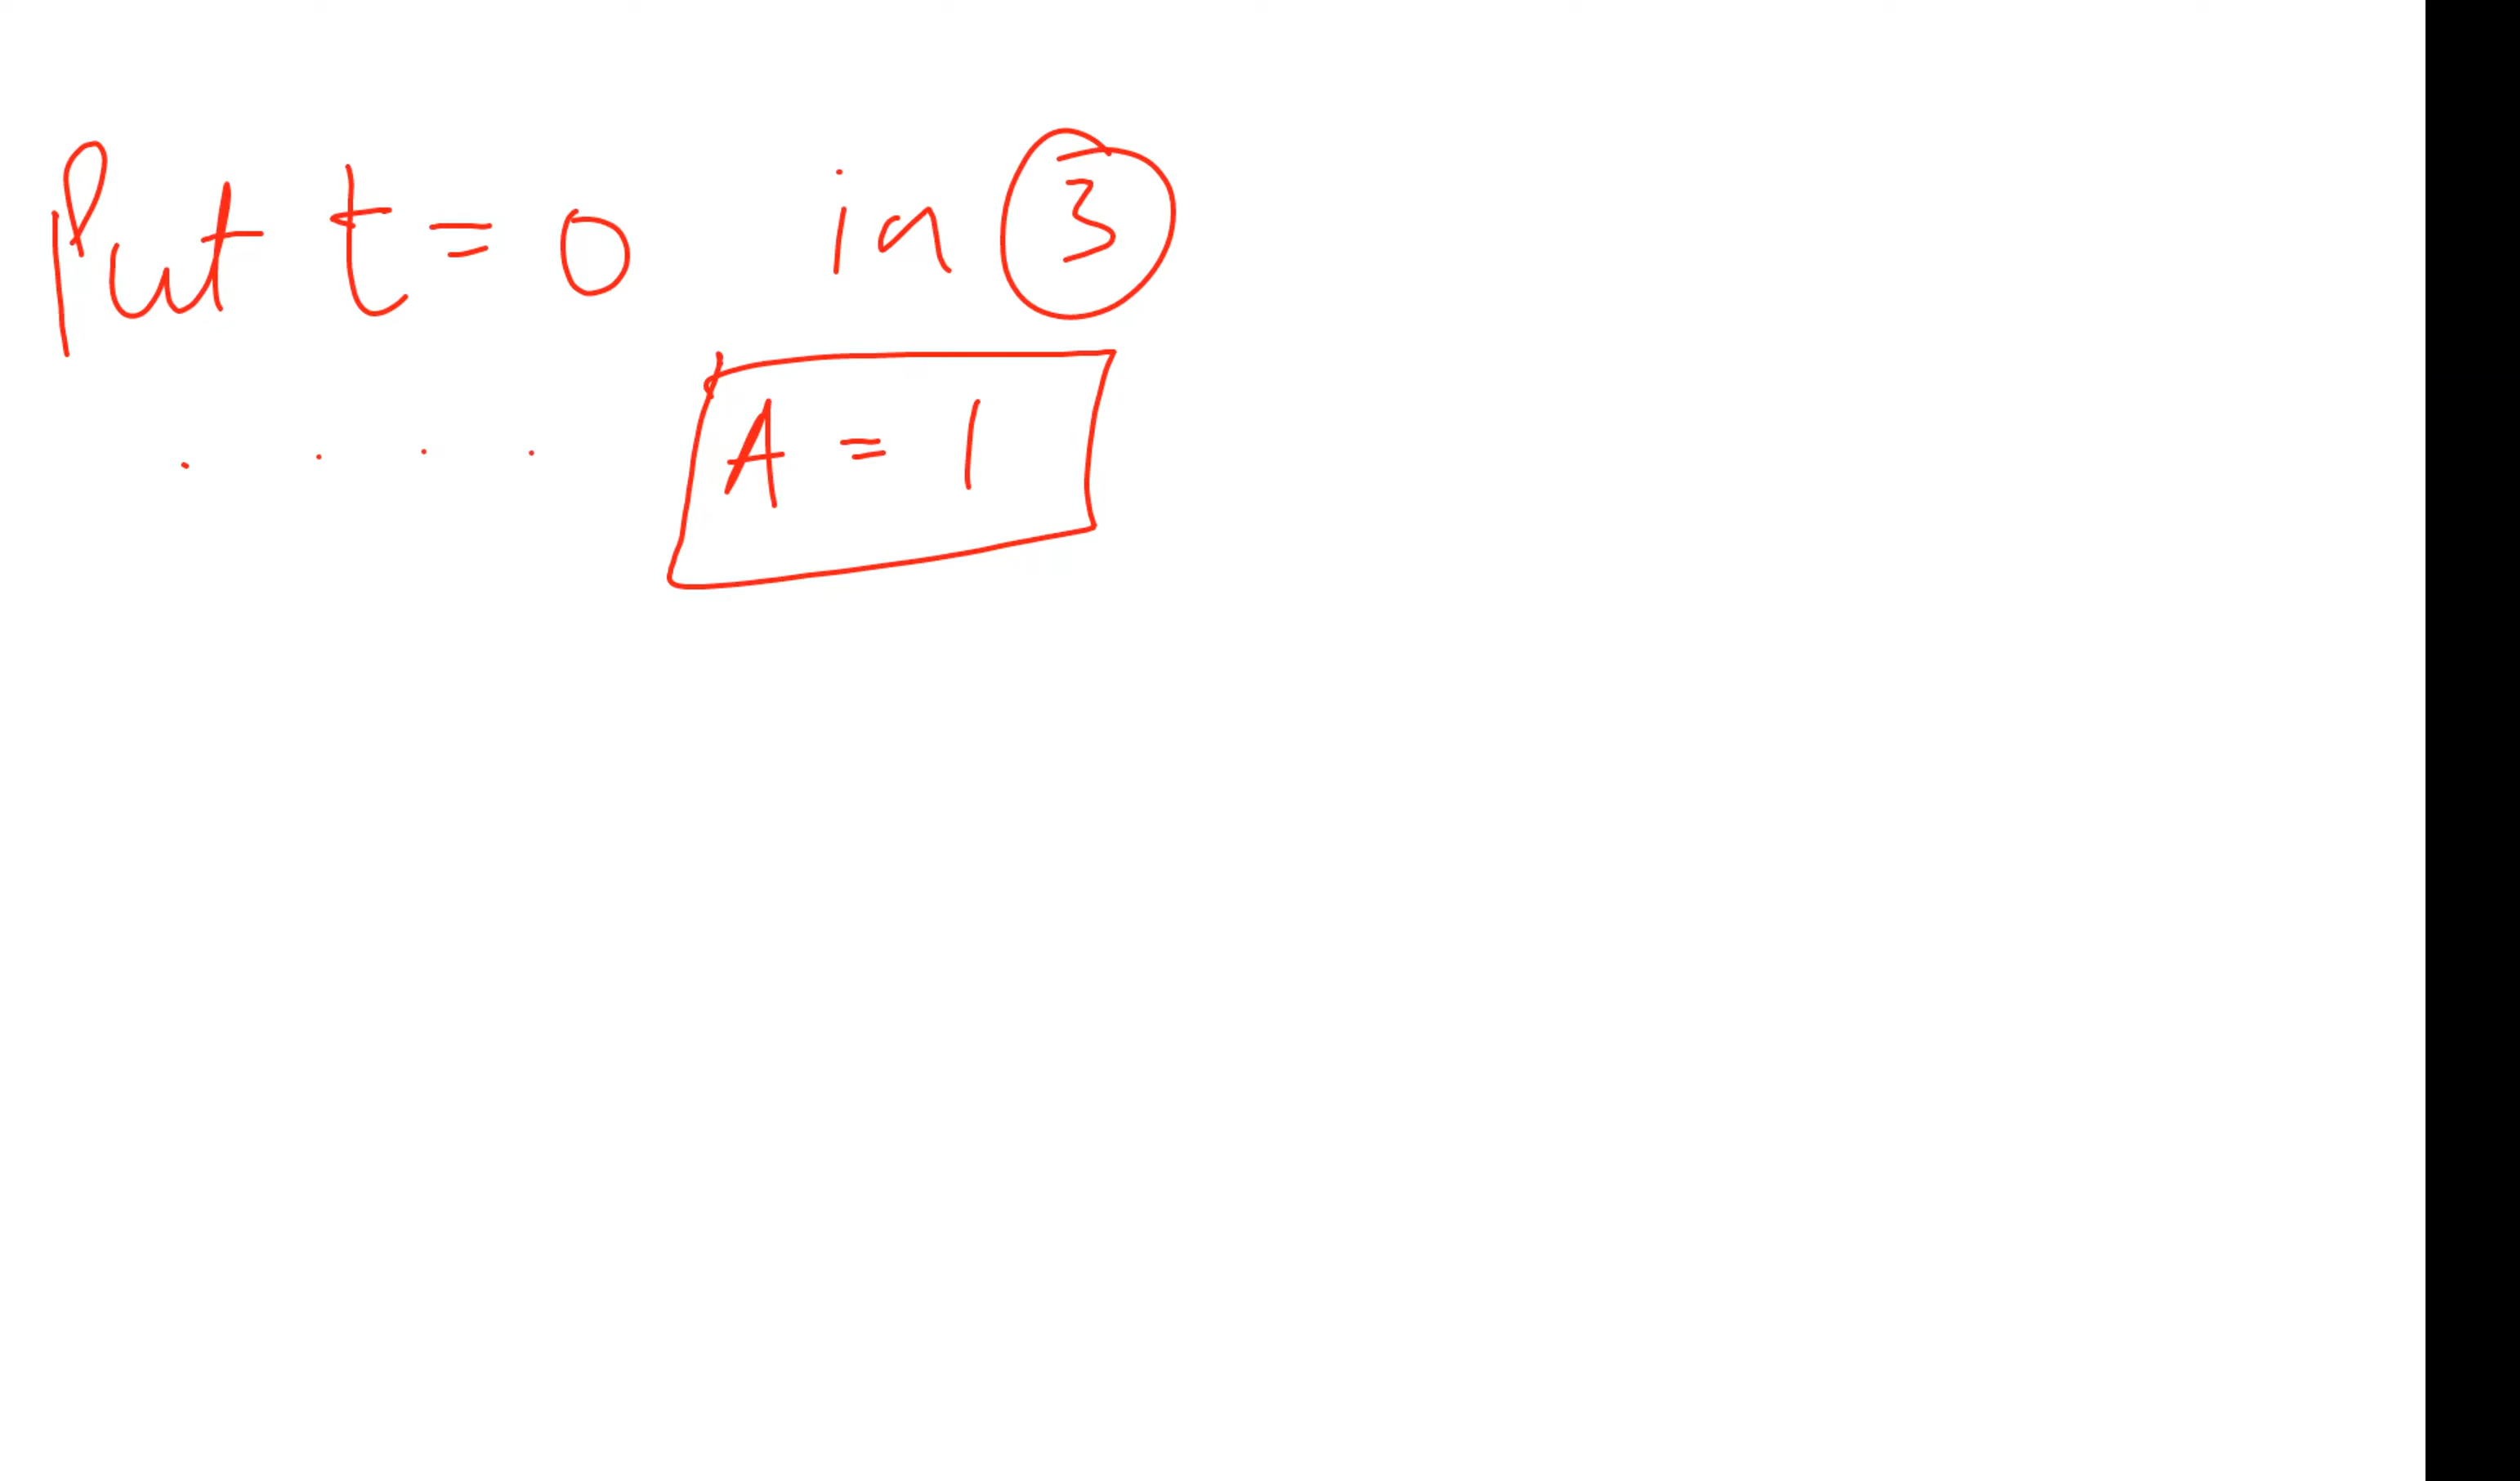 Put t = 0 in ③
. . . . A = 1